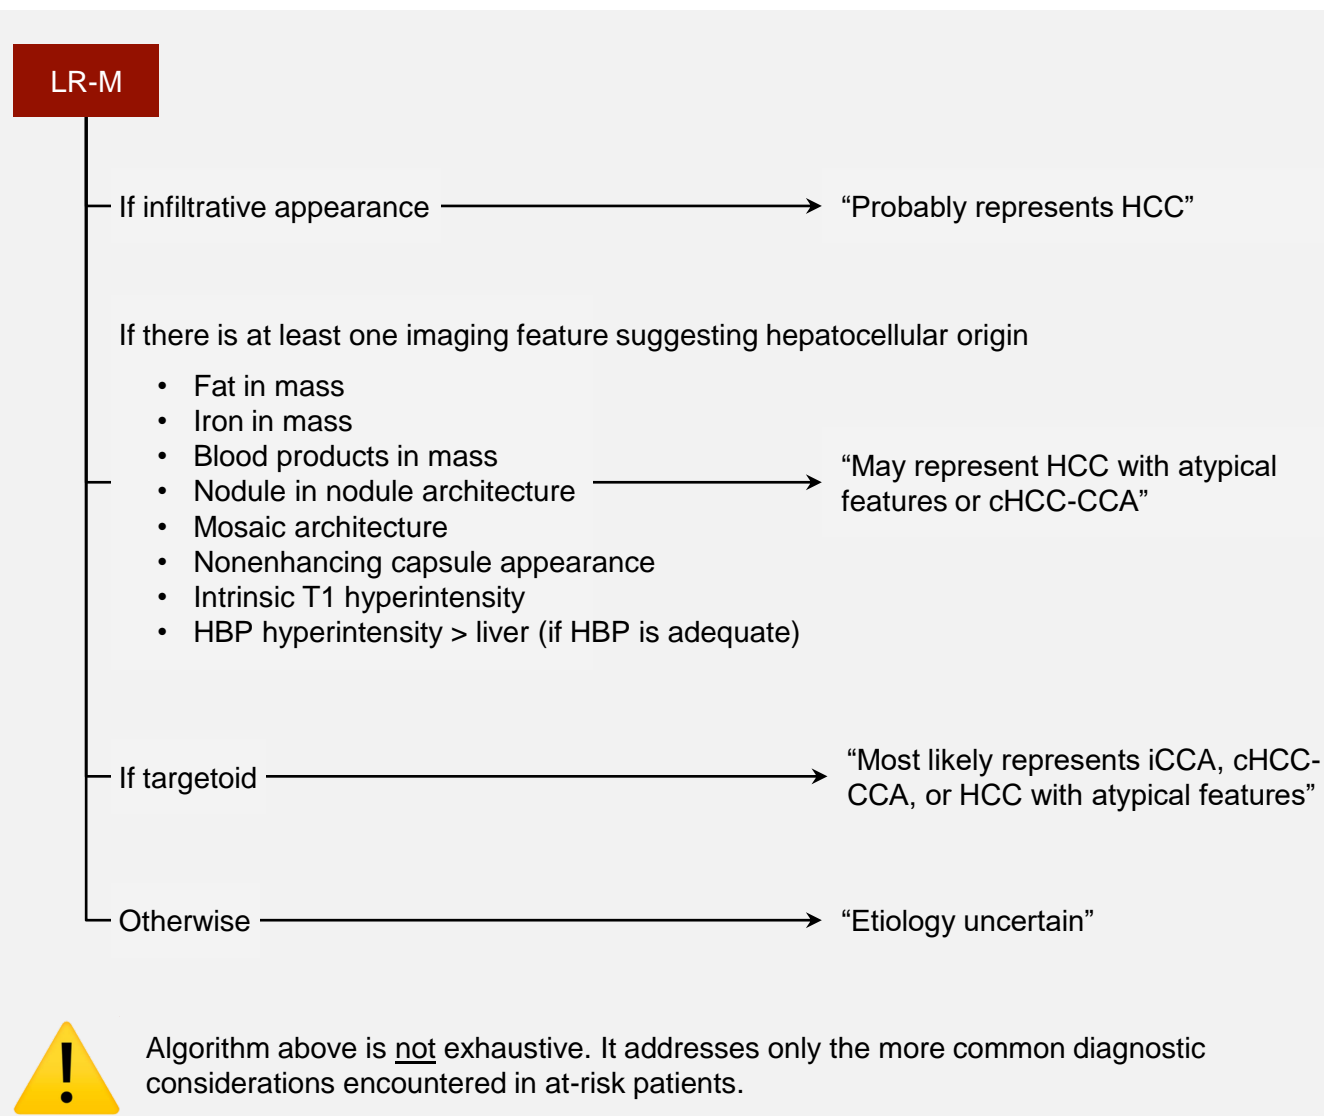 LR-M
If infiltrative appearance
“Probably represents HCC”
If there is at least one imaging feature suggesting hepatocellular origin
• Fat in mass
• Iron in mass
• Blood products in mass
• Nodule in nodule architecture
• Mosaic architecture
• Nonenhancing capsule appearance
• Intrinsic T1 hyperintensity
• HBP hyperintensity > liver (if HBP is adequate)
“May represent HCC with atypical
features or cHCC-CCA”
If targetoid
“Most likely represents iCCA, cHCC-
CCA, or HCC with atypical features”
Otherwise
“Etiology uncertain”
Algorithm above is not exhaustive. It addresses only the more common diagnostic
considerations encountered in at-risk patients.